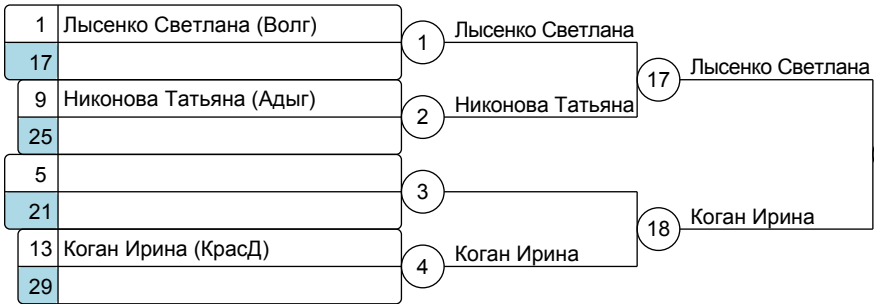 1 Лысенко Светлана (Волг)
17
1
Лысенко Светлана
9 Никонова Татьяна (Адыг)
25
2
Никонова Татьяна
17
Лысенко Светлана
5
21
3
13 Коган Ирина (КрасД)
29
4
Коган Ирина
18
Коган Ирина